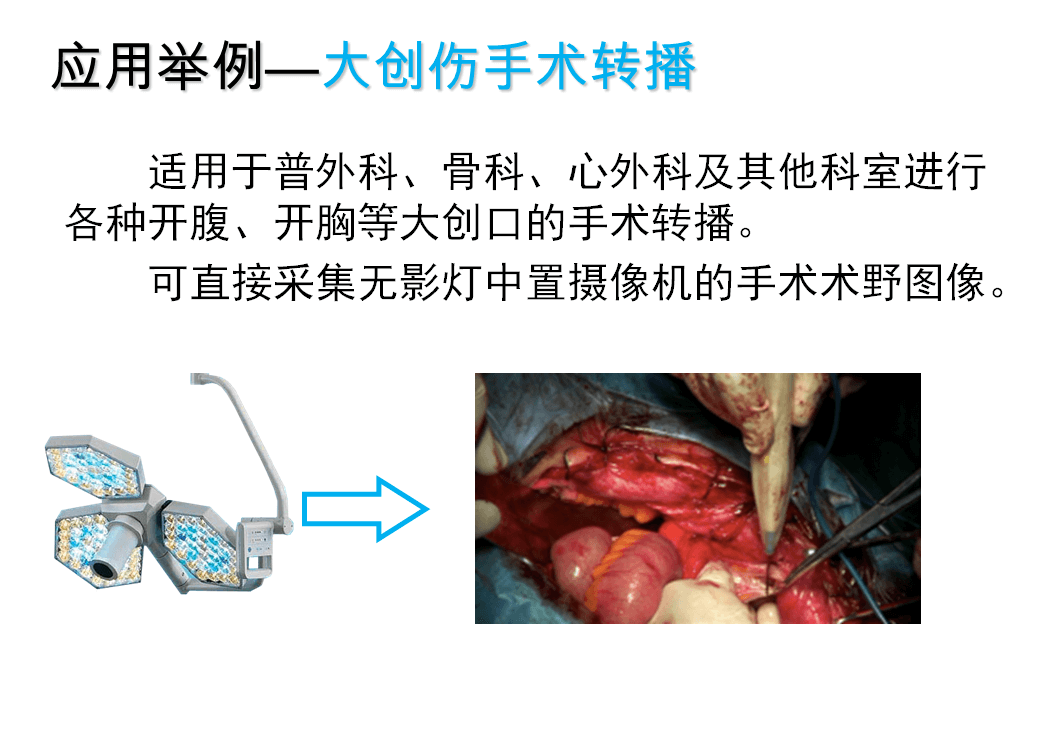 应用举例—大创伤手术转播
适用于普外科、骨科、心外科及其他科室进行
各种开腹、开胸等大创口的手术转播。
可直接采集无影灯中置摄像机的手术术野图像。